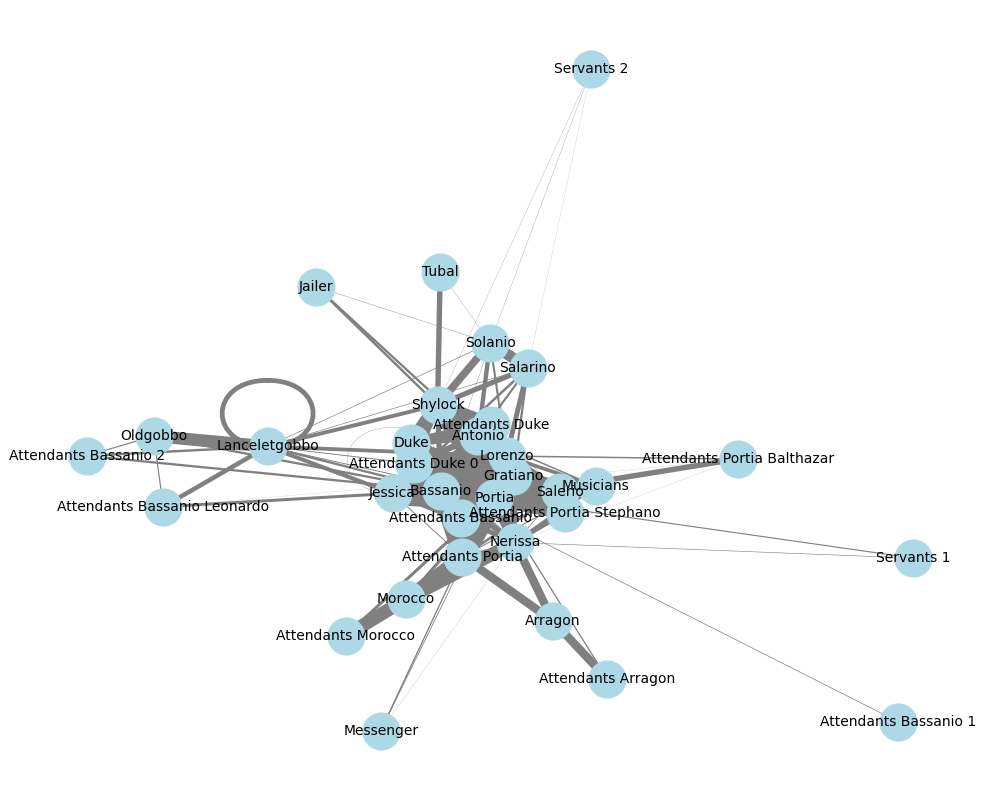 Servants 2
Tubal
Jailer
Solanio
Salarino
Shylock
Attendants Duke
Oldgobbo
Antonio
Duke
Lanceletgobbo
Attendants Bassanio 2
Lorenzo
Attendants Portia Balthazar
Attendants Duke 0
Gratiano
Musicians
Jessica
Bassanio
Salerio
Portia
Attendants Bassanio Leonardo
Attendants Portia Stephano
Attendants Bassanio
Nerissa
Attendants Portia
Servants 1
Morocco
Arragon
Attendants Morocco
Attendants Arragon
Attendants Bassanio 1
Messenger